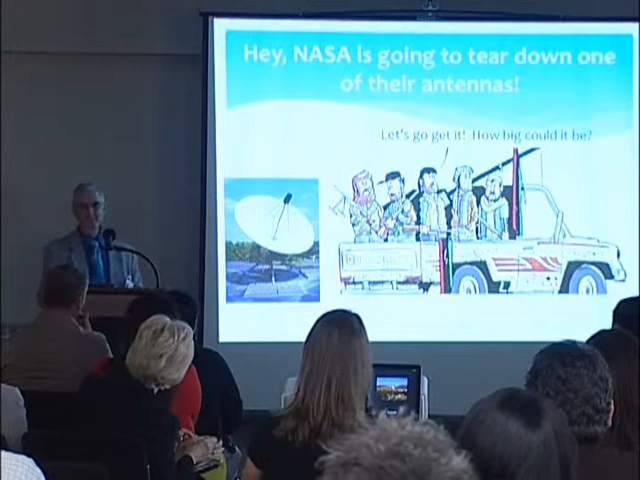 Hey, NASA is going to tear down one
of their antennas!
Let's go get it! How big could it be?